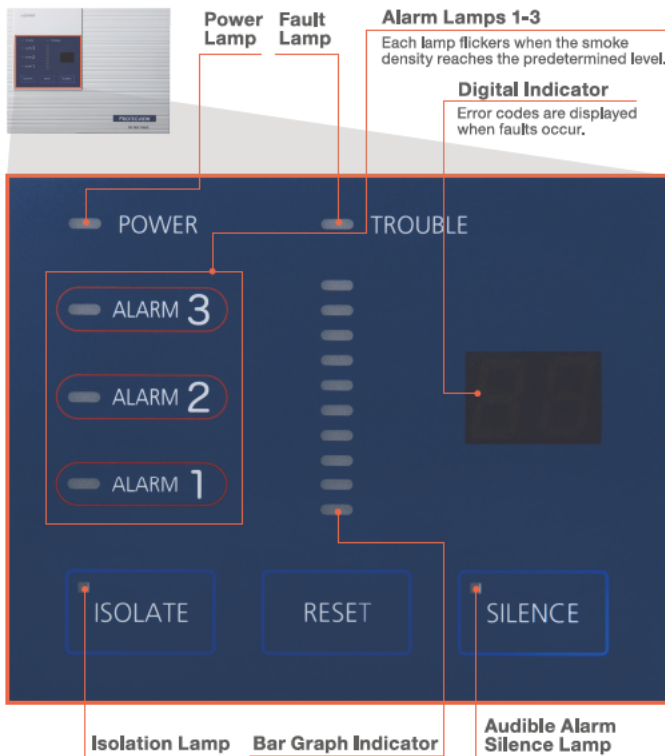 Power
Lamp
Fault
Lamp
Alarm Lamps 1-3
Each lamp flickers when the smoke
density reaches the predetermined level.
Digital Indicator
Error codes are displayed
when faults occur.
POWER
TROUBLE
ALARM 3
ALARM 2
ALARM 1
ISOLATE
RESET
SILENCE
Isolation Lamp
Bar Graph Indicator
Audible Alarm
Silence Lamp